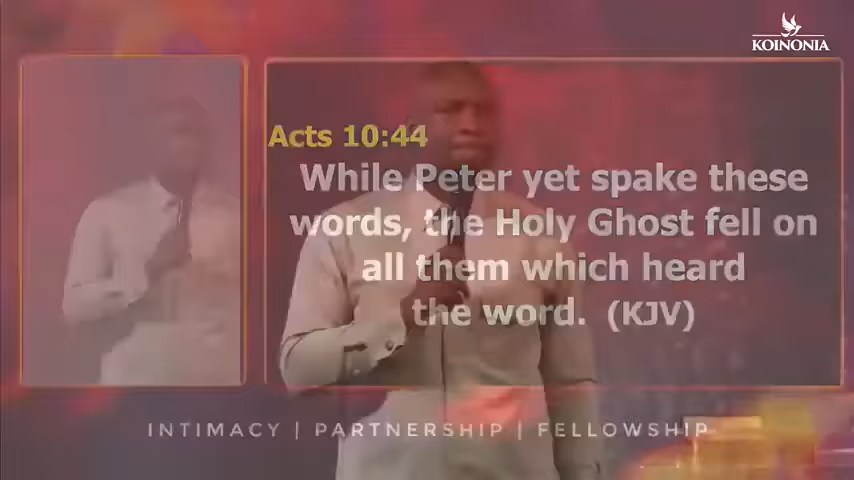 KOINONIA
Acts 10:44
While Peter yet spake these
words, the Holy Ghost fell on
all them which heard
the word. (KJV)
INTIMACY | PARTNERSHIP | FELLOWSHIP